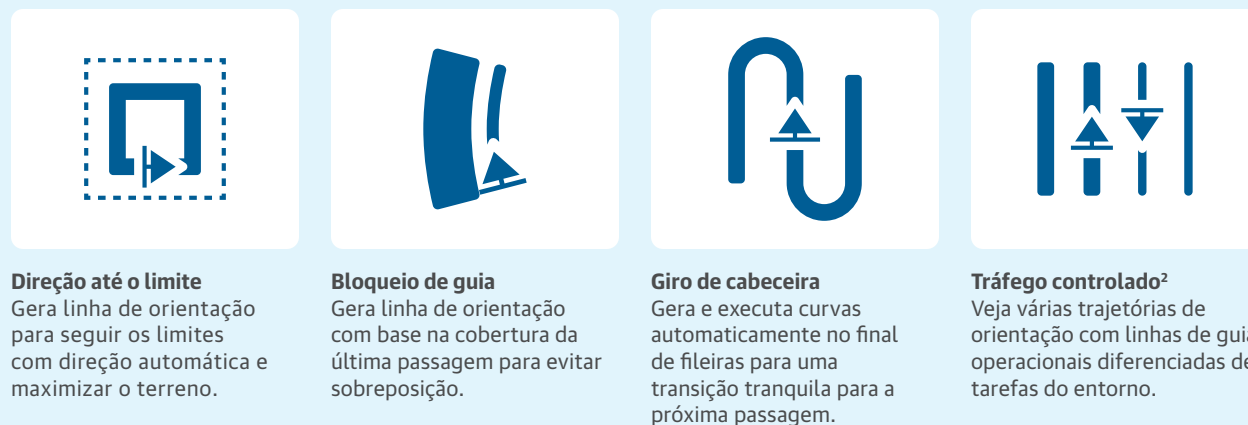 Direção até o limite
Gera linha de orientação
para seguir os limites
com direção automática e
maximizar o terreno.
Bloqueio de guia
Gera linha de orientação
com base na cobertura da
última passagem para evitar
sobreposição.
Giro de cabeceira
Gera e executa curvas
automaticamente no final
de fileiras para uma
transição tranquila para a
próxima passagem.
Tráfego controlado²
Veja várias trajetórias de
orientação com linhas de guia
operacionais diferenciadas de
tarefas do entorno.